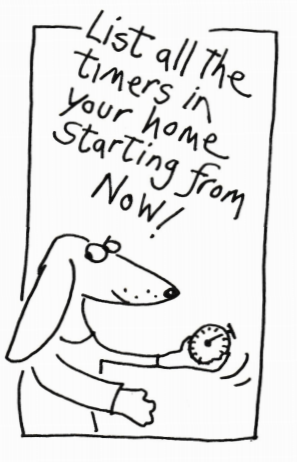 List all the
timers in
your home
starting from
Now!